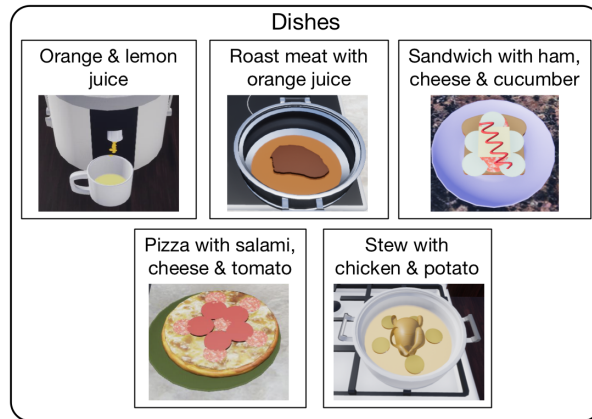 Dishes
Orange & lemon
juice
Roast meat with
orange juice
Sandwich with ham,
cheese & cucumber
Pizza with salami,
cheese & tomato
Stew with
chicken & potato